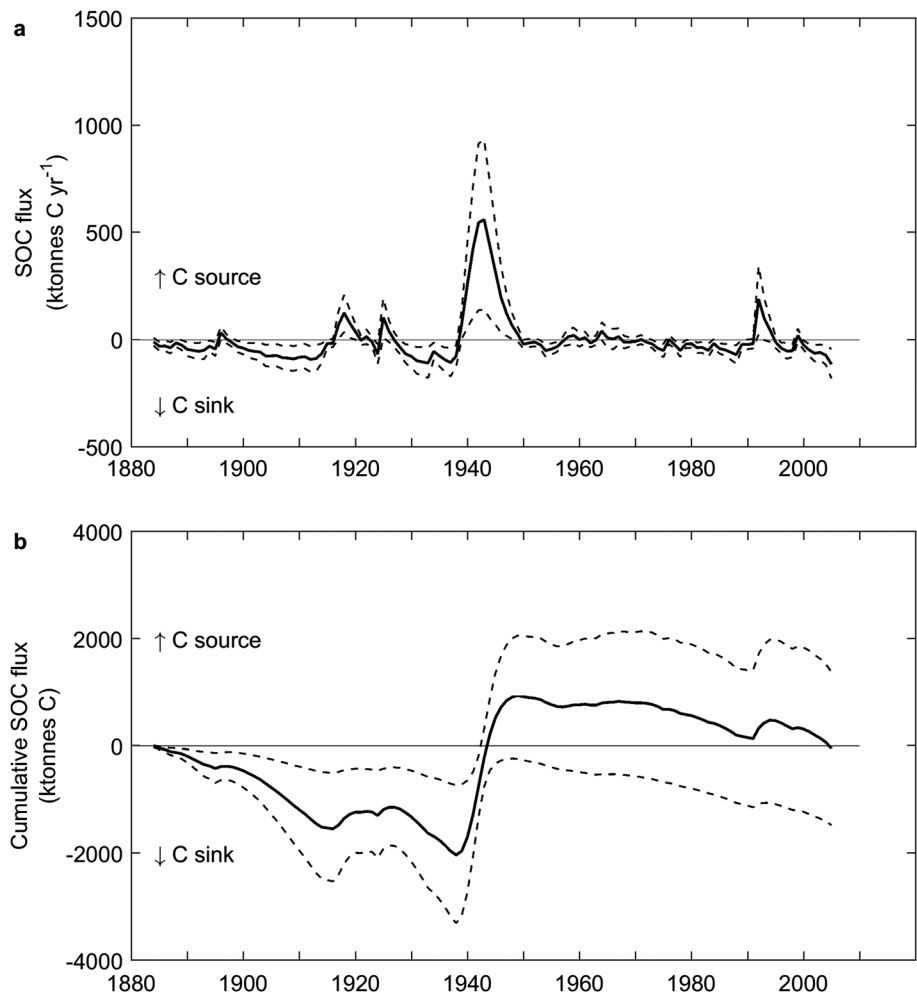 a
1500
1000
500
0
-500
SOC flux
(ktonnes C yr⁻¹)
↑ C source
↓ C sink
1880 1900 1920 1940 1960 1980 2000
b
4000
2000
0
-2000
-4000
Cumulative SOC flux
(ktonnes C)
↑ C source
↓ C sink
1880 1900 1920 1940 1960 1980 2000